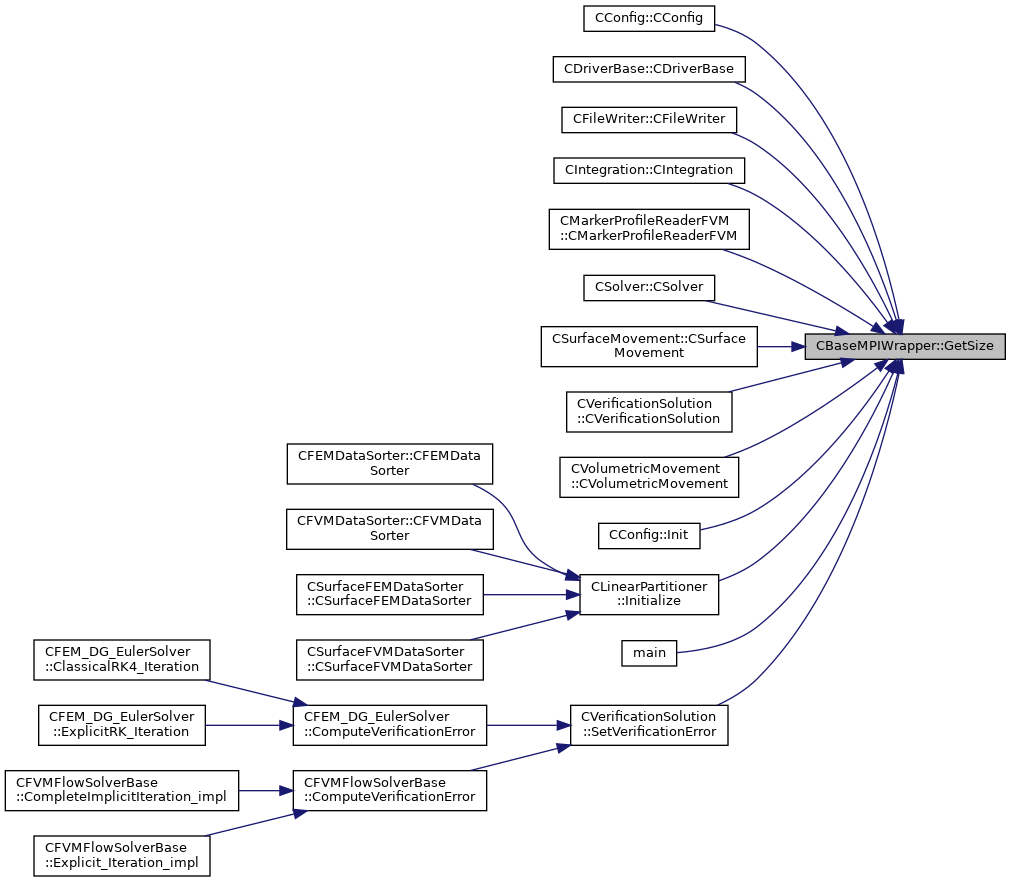 CConfig::CConfig
CDriverBase::CDriverBase
CFileWriter::CFileWriter
CIntegration::CIntegration
CMarkerProfileReaderFVM
::CMarkerProfileReaderFVM
CSolver::CSolver
CSurfaceMovement::CSurface
Movement
CBaseMPIWrapper::GetSize
CVerificationSolution
::CVerificationSolution
CVolumetricMovement
::CVolumetricMovement
CConfig::Init
CFEMDataSorter::CFEMData
Sorter
CFVMDataSorter::CFVMData
Sorter
CSurfaceFEMDataSorter
::CSurfaceFEMDataSorter
CLinearPartitioner
::Initialize
CSurfaceFVMDataSorter
::CSurfaceFVMDataSorter
main
CFEM_DG_EulerSolver
::ClassicalRK4_Iteration
CFEM_DG_EulerSolver
::ExplicitRK_Iteration
CFEM_DG_EulerSolver
::ComputeVerificationError
CVerificationSolution
::SetVerificationError
CFVMFlowSolverBase
::CompleteImplicitIteration_impl
CFVMFlowSolverBase
::ComputeVerificationError
CFVMFlowSolverBase
::Explicit_Iteration_impl